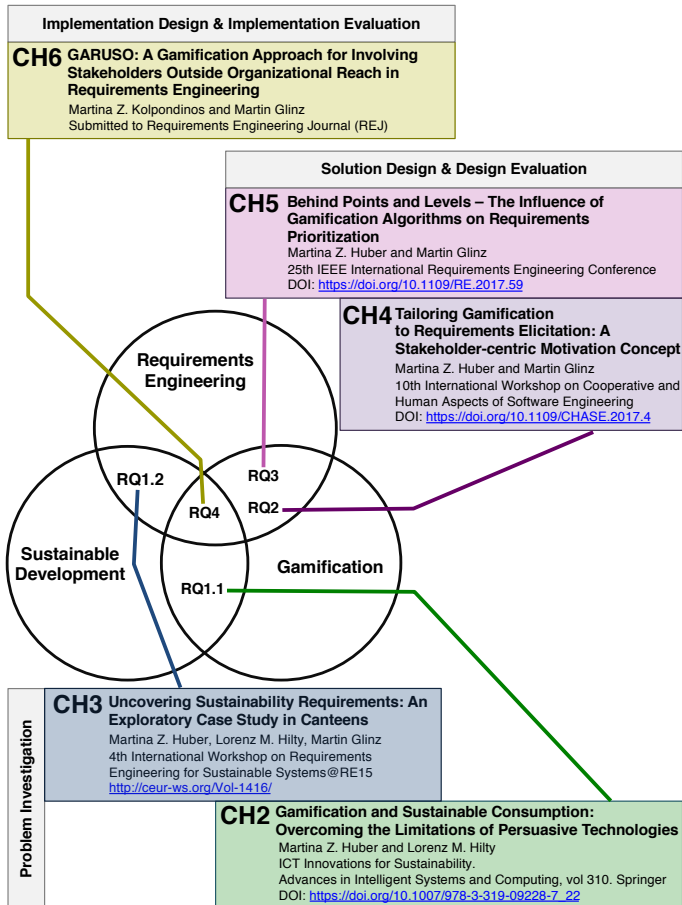 Implementation Design & Implementation Evaluation
CH6 GARUSO: A Gamification Approach for Involving
Stakeholders Outside Organizational Reach in
Requirements Engineering
Martina Z. Kolpondinos and Martin Glinz
Submitted to Requirements Engineering Journal (REJ)
Solution Design & Design Evaluation
CH5 Behind Points and Levels – The Influence of
Gamification Algorithms on Requirements
Prioritization
Martina Z. Huber and Martin Glinz
25th IEEE International Requirements Engineering Conference
DOI: https://doi.org/10.1109/RE.2017.59
CH4 Tailoring Gamification
to Requirements Elicitation: A
Stakeholder-centric Motivation Concept
Martina Z. Huber and Martin Glinz
10th International Workshop on Cooperative and
Human Aspects of Software Engineering
DOI: https://doi.org/10.1109/CHASE.2017.4
Requirements
Engineering
RQ1.2
RQ3
RQ4
RQ2
Sustainable
Development
Gamification
RQ1.1
Problem Investigation
CH3 Uncovering Sustainability Requirements: An
Exploratory Case Study in Canteens
Martina Z. Huber, Lorenz M. Hilty, Martin Glinz
4th International Workshop on Requirements
Engineering for Sustainable Systems@RE15
http://ceur-ws.org/Vol-1416/
CH2 Gamification and Sustainable Consumption:
Overcoming the Limitations of Persuasive Technologies
Martina Z. Huber and Lorenz M. Hilty
ICT Innovations for Sustainability.
Advances in Intelligent Systems and Computing, vol 310. Springer
DOI: https://doi.org/10.1007/978-3-319-09228-7_22